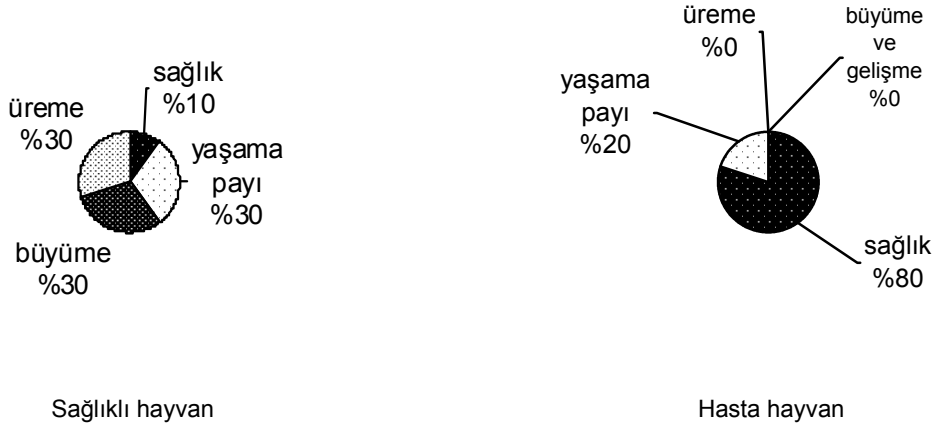 sağlık
%10
üreme
%30
yaşama
payı
%30
büyüme
%30
Sağlıklı hayvan
üreme
%0
büyüme
ve
gelişme
%0
yaşama
payı
%20
sağlık
%80
Hasta hayvan